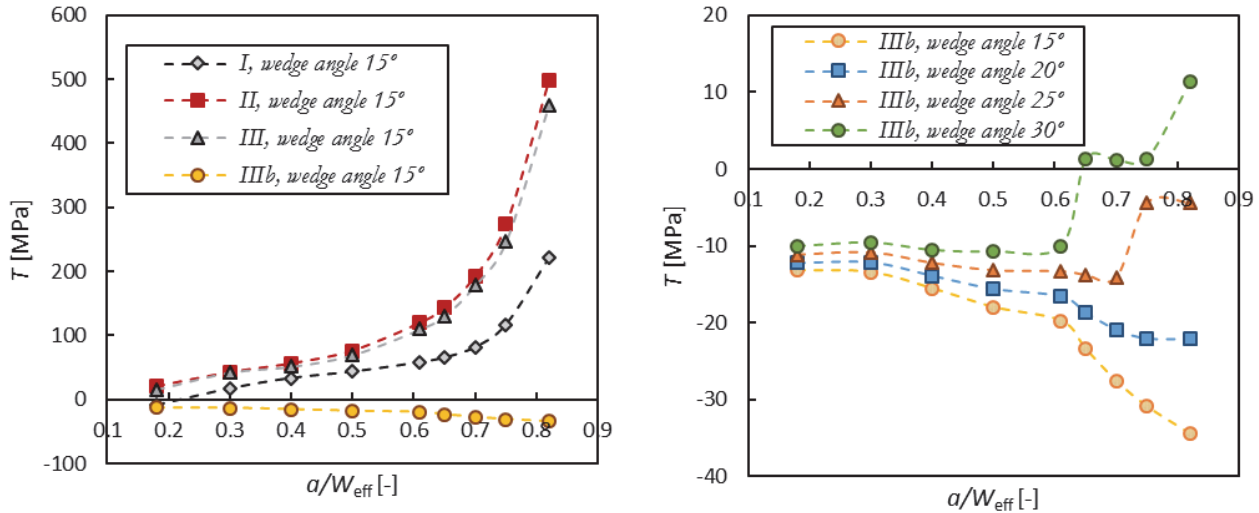 600
500
400
300
200
100
0
-100
T [MPa]
I, wedge angle 15°
II, wedge angle 15°
III, wedge angle 15°
IIIb, wedge angle 15°
0.1 0.2 0.3 0.4 0.5 0.6 0.7 0.8 0.9
a/Weff [-]
20
10
0
-10
-20
-30
-40
T [MPa]
IIIb, wedge angle 15°
IIIb, wedge angle 20°
IIIb, wedge angle 25°
IIIb, wedge angle 30°
0.1 0.2 0.3 0.4 0.5 0.6 0.7 0.8 0.9
a/Weff [-]